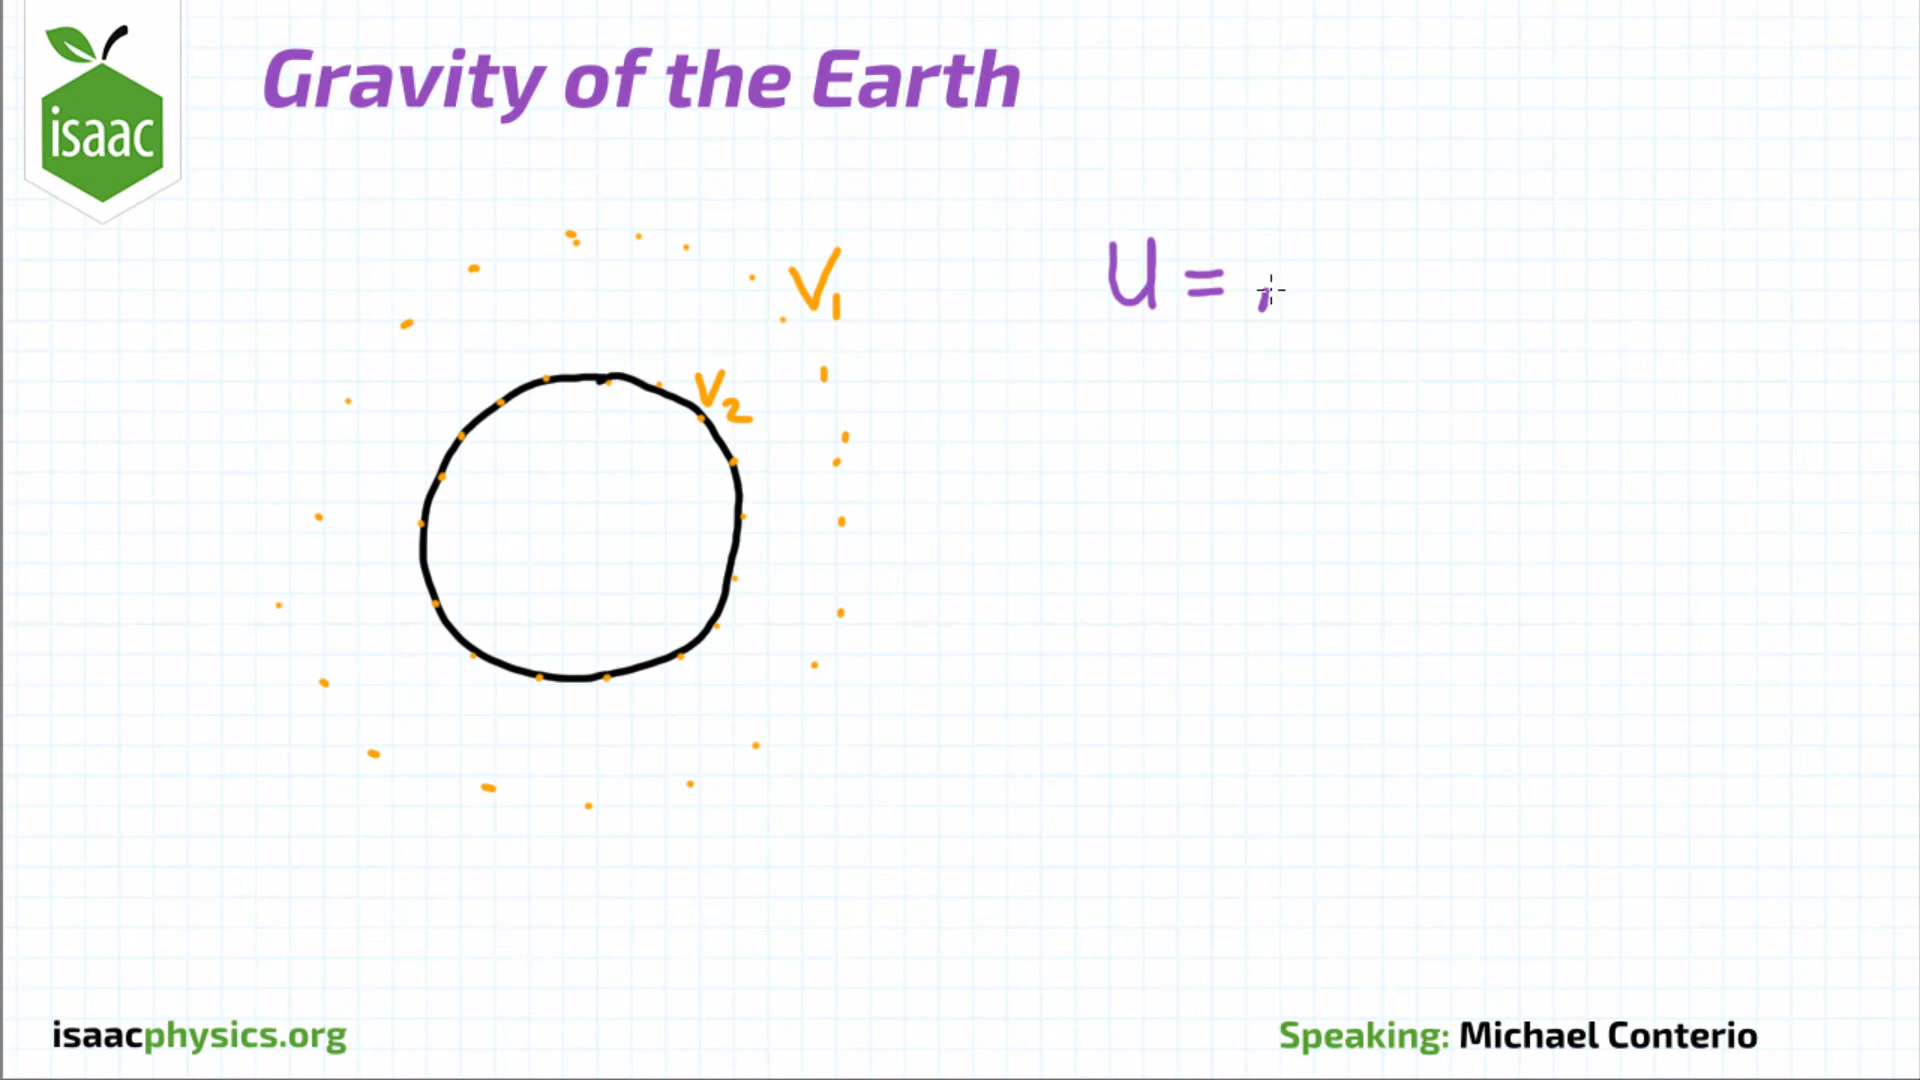 isaac
Gravity of the Earth
V1
V2
U =
isaacphysics.org
Speaking: Michael Conterio